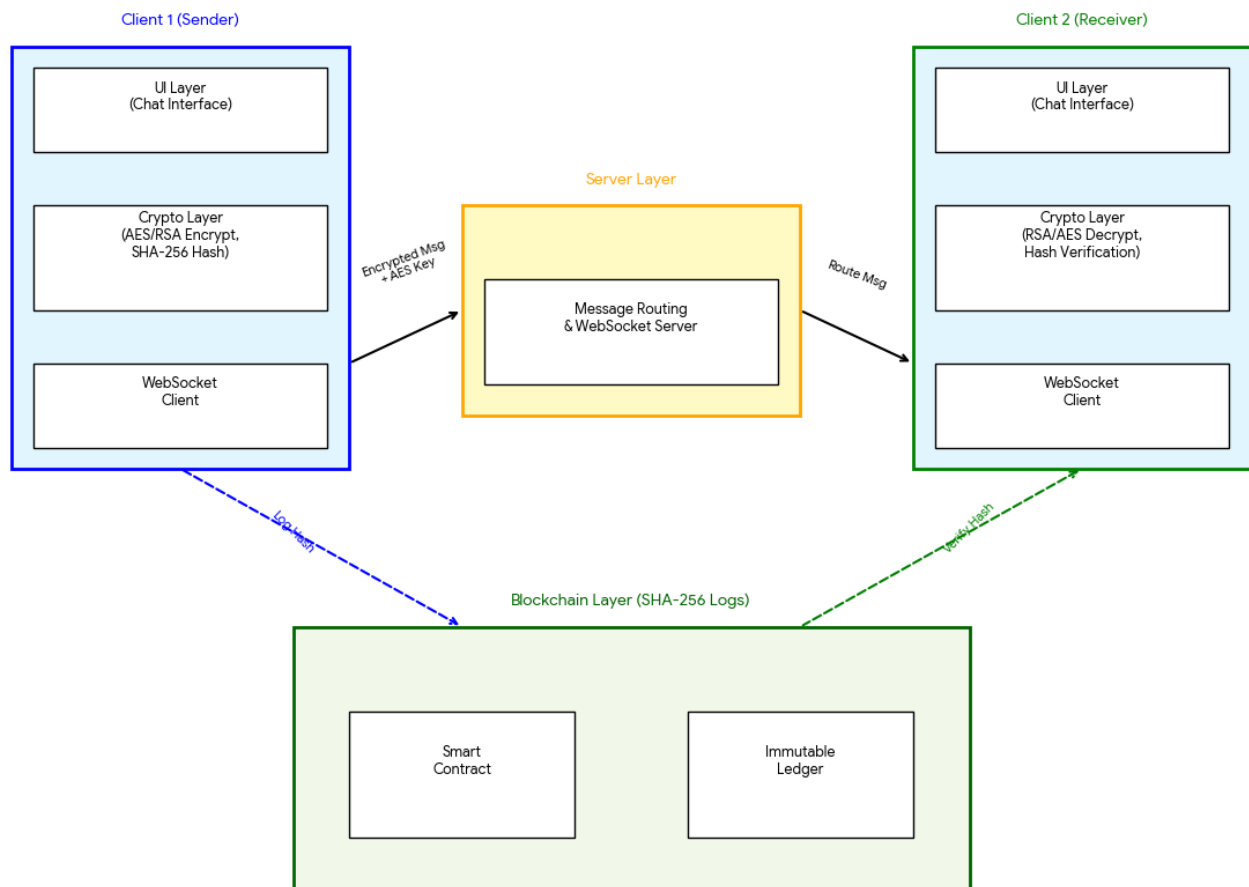 Client 1 (Sender)
Client 2 (Receiver)
UI Layer
(Chat Interface)
UI Layer
(Chat Interface)
Server Layer
Crypto Layer
(AES/RSA Encrypt,
SHA-256 Hash)
Encrypted Msg
+ AES Key
Message Routing
& WebSocket Server
Route Msg
Crypto Layer
(RSA/AES Decrypt,
Hash Verification)
WebSocket
Client
WebSocket
Client
Log Hash
Verify Hash
Blockchain Layer (SHA-256 Logs)
Smart
Contract
Immutable
Ledger